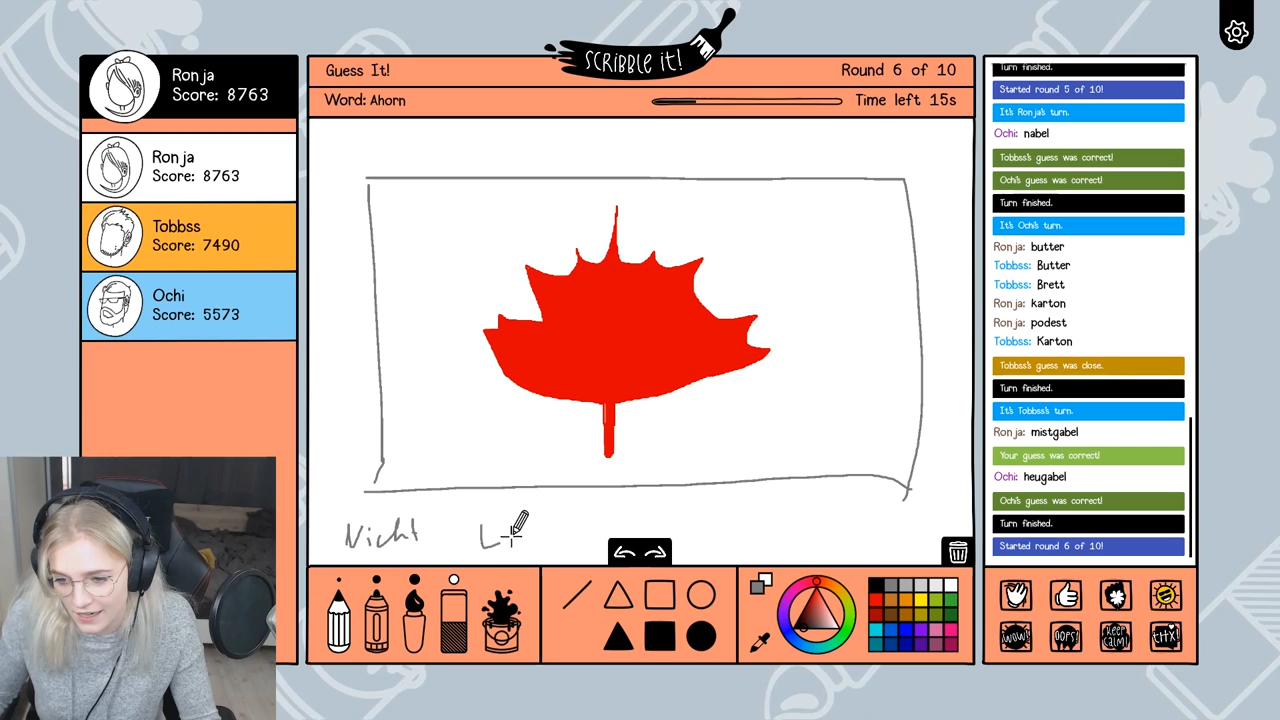 SCRiBBLE iT!
Ronja
Score: 8763
Ronja
Score: 8763
Tobbss
Score: 7490
Ochi
Score: 5573
Guess It!
Round 6 of 10
Word: Ahorn
Time left 15s
Nicht L
Turn finished.
Started round 5 of 10!
It's Ronja's turn.
Ochi: nabel
Tobbss's guess was correct!
Ochi's guess was correct!
Turn finished.
It's Ochi's turn.
Ronja: butter
Tobbss: Butter
Tobbss: Brett
Ronja: karton
Ronja: podest
Tobbss: Karton
Tobbss's guess was close.
Turn finished.
It's Tobbss's turn.
Ronja: mistgabel
Your guess was correct!
Ochi: heugabel
Ochi's guess was correct!
Turn finished.
Started round 6 of 10!
WOW!
OOPS!
KEEP CALM!
THX!